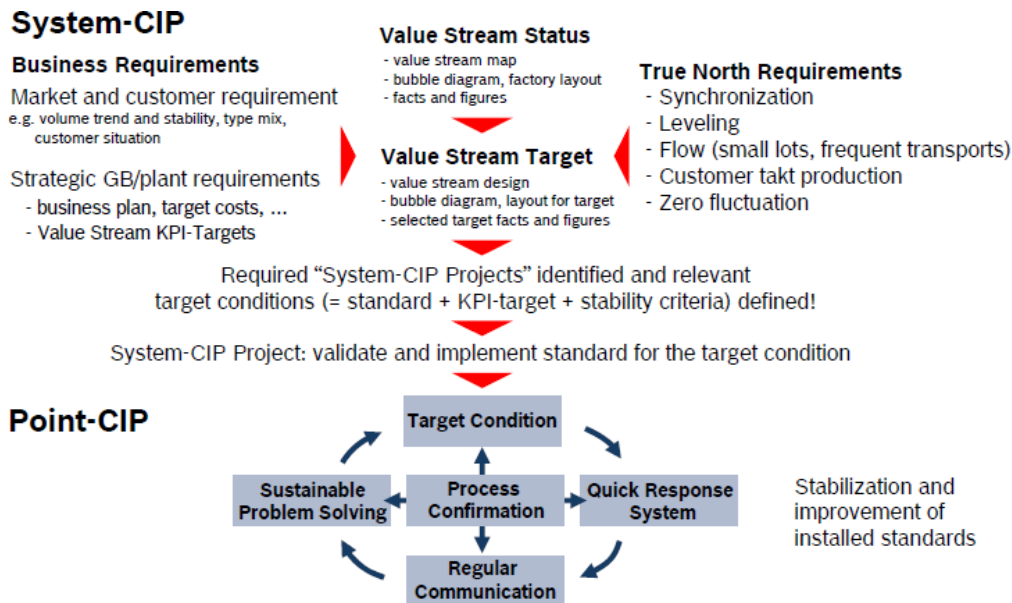 System-CIP
Business Requirements
Market and customer requirement
e.g. volume trend and stability, type mix,
customer situation
Strategic GB/plant requirements
- business plan, target costs, ...
- Value Stream KPI-Targets
Value Stream Status
- value stream map
- bubble diagram, factory layout
- facts and figures
Value Stream Target
- value stream design
- bubble diagram, layout for target
- selected target facts and figures
True North Requirements
- Synchronization
- Leveling
- Flow (small lots, frequent transports)
- Customer takt production
- Zero fluctuation
Required “System-CIP Projects” identified and relevant
target conditions (= standard + KPI-target + stability criteria) defined!
System-CIP Project: validate and implement standard for the target condition
Point-CIP
Target Condition
Sustainable
Problem Solving
Process
Confirmation
Quick Response
System
Regular
Communication
Stabilization and
improvement of
installed standards